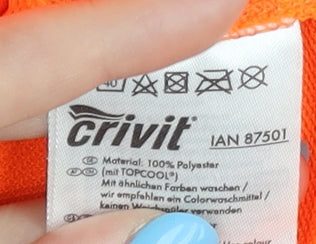 40
crivit®
IAN 87501
Material: 100% Polyester
(mit TOPCOOL®)
Mit ähnlichen Farben waschen /
wir empfehlen ein Colorwaschmittel /
keinen Weichspüler verwenden